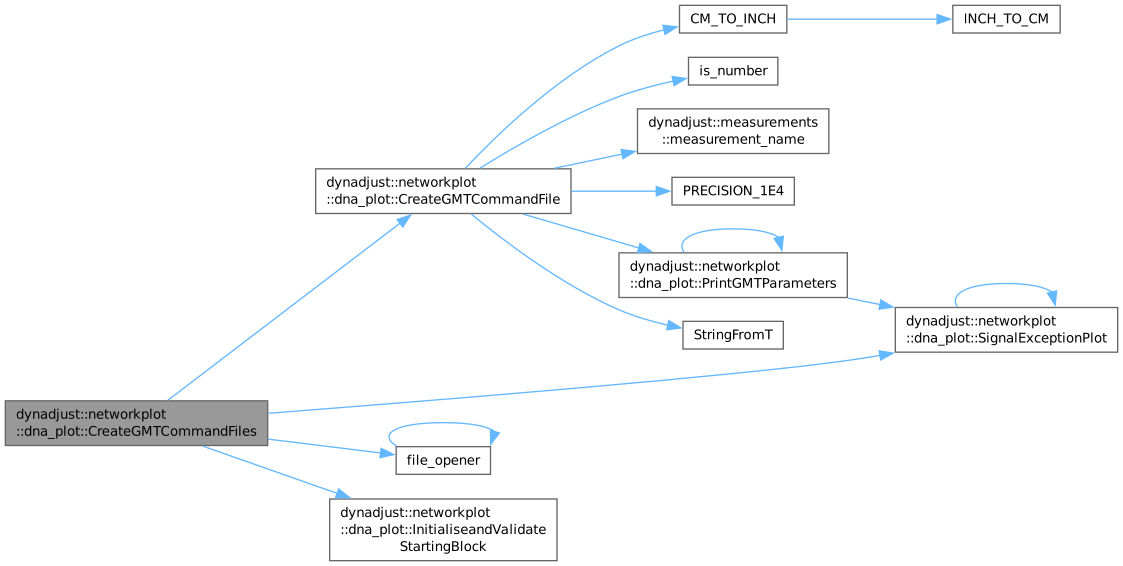 CM_TO_INCH
INCH_TO_CM
is_number
dynadjust::measurements
::measurement_name
dynadjust::networkplot
::dna_plot::CreateGMTCommandFile
PRECISION_1E4
dynadjust::networkplot
::dna_plot::PrintGMTParameters
dynadjust::networkplot
::dna_plot::SignalExceptionPlot
StringFromT
dynadjust::networkplot
::dna_plot::CreateGMTCommandFiles
file_opener
dynadjust::networkplot
::dna_plot::InitialiseandValidate
StartingBlock